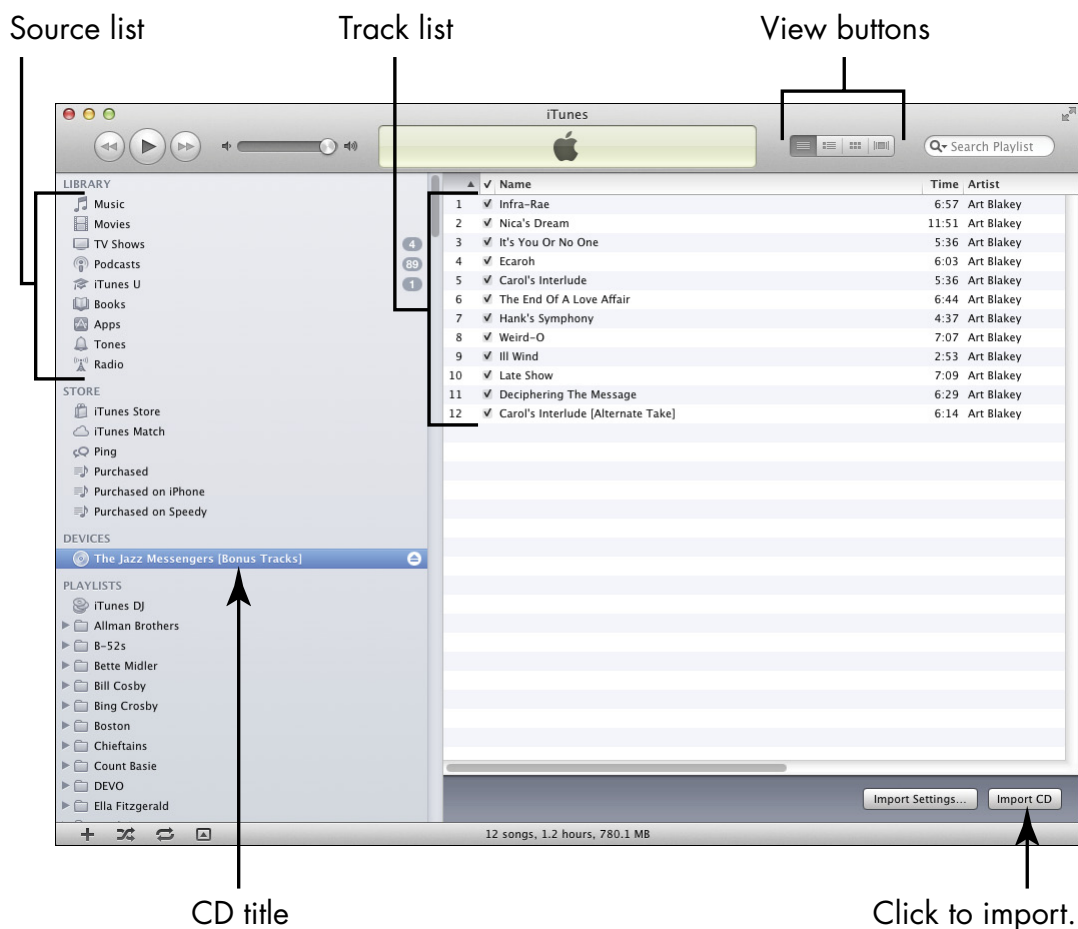 Source list
Track list
View buttons
iTunes
Search Playlist
LIBRARY
Music
Movies
TV Shows 4
Podcasts 89
iTunes U 1
Books
Apps
Tones
Radio
STORE
iTunes Store
iTunes Match
Ping
Purchased
Purchased on iPhone
Purchased on Speedy
DEVICES
The Jazz Messengers [Bonus Tracks]
PLAYLISTS
iTunes DJ
Allman Brothers
B-52s
Bette Midler
Bill Cosby
Bing Crosby
Boston
Chieftains
Count Basie
DEVO
Ella Fitzgerald
Name Time Artist
1 Infra-Rae 6:57 Art Blakey
2 Nica's Dream 11:51 Art Blakey
3 It's You Or No One 5:36 Art Blakey
4 Ecaroh 6:03 Art Blakey
5 Carol's Interlude 5:36 Art Blakey
6 The End Of A Love Affair 6:44 Art Blakey
7 Hank's Symphony 4:37 Art Blakey
8 Weird-O 7:07 Art Blakey
9 Ill Wind 2:53 Art Blakey
10 Late Show 7:09 Art Blakey
11 Deciphering The Message 6:29 Art Blakey
12 Carol's Interlude [Alternate Take] 6:14 Art Blakey
Import Settings... Import CD
12 songs, 1.2 hours, 780.1 MB
CD title
Click to import.